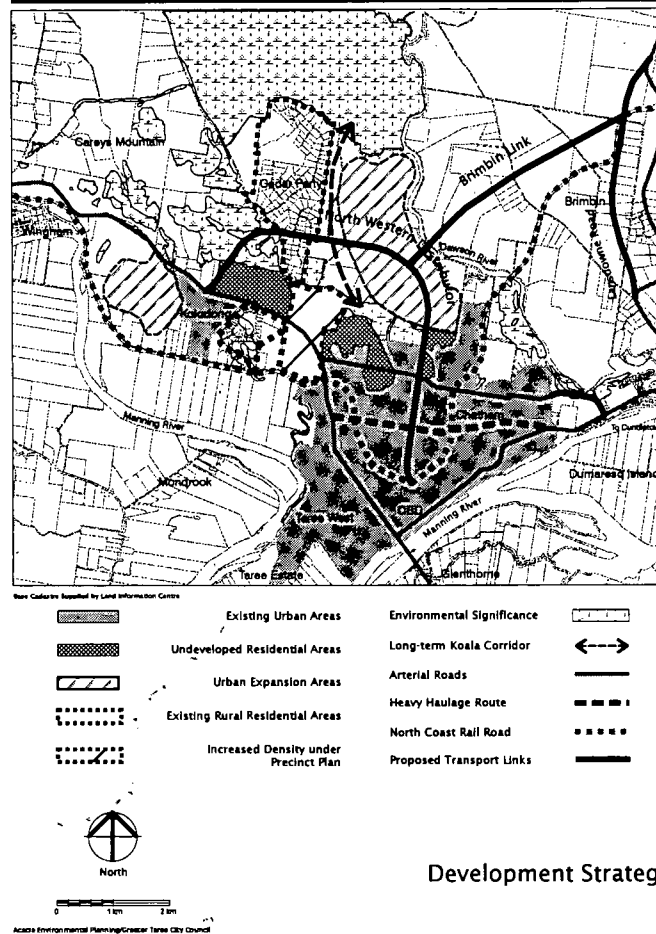 Careys Mountain
Cedar Party
Brimbin Link
Brimbin
North Western
Wingham
Dawson River
Lansdowne
Kolodong
Manning River
Chatham
To Dundletown
Mondrook
Dumaresq Island
CBD
Taree West
Manning River
Taree Estate
Glenthorne
Base Cadastre Supplied by Land Information Centre
Existing Urban Areas
Undeveloped Residential Areas
Urban Expansion Areas
Existing Rural Residential Areas
Increased Density under
Precinct Plan
Environmental Significance
Long-term Koala Corridor
Arterial Roads
Heavy Haulage Route
North Coast Rail Road
Proposed Transport Links
North
Development Strateg
0 1 km 2 km
Acacia Environmental Planning/Greater Taree City Council